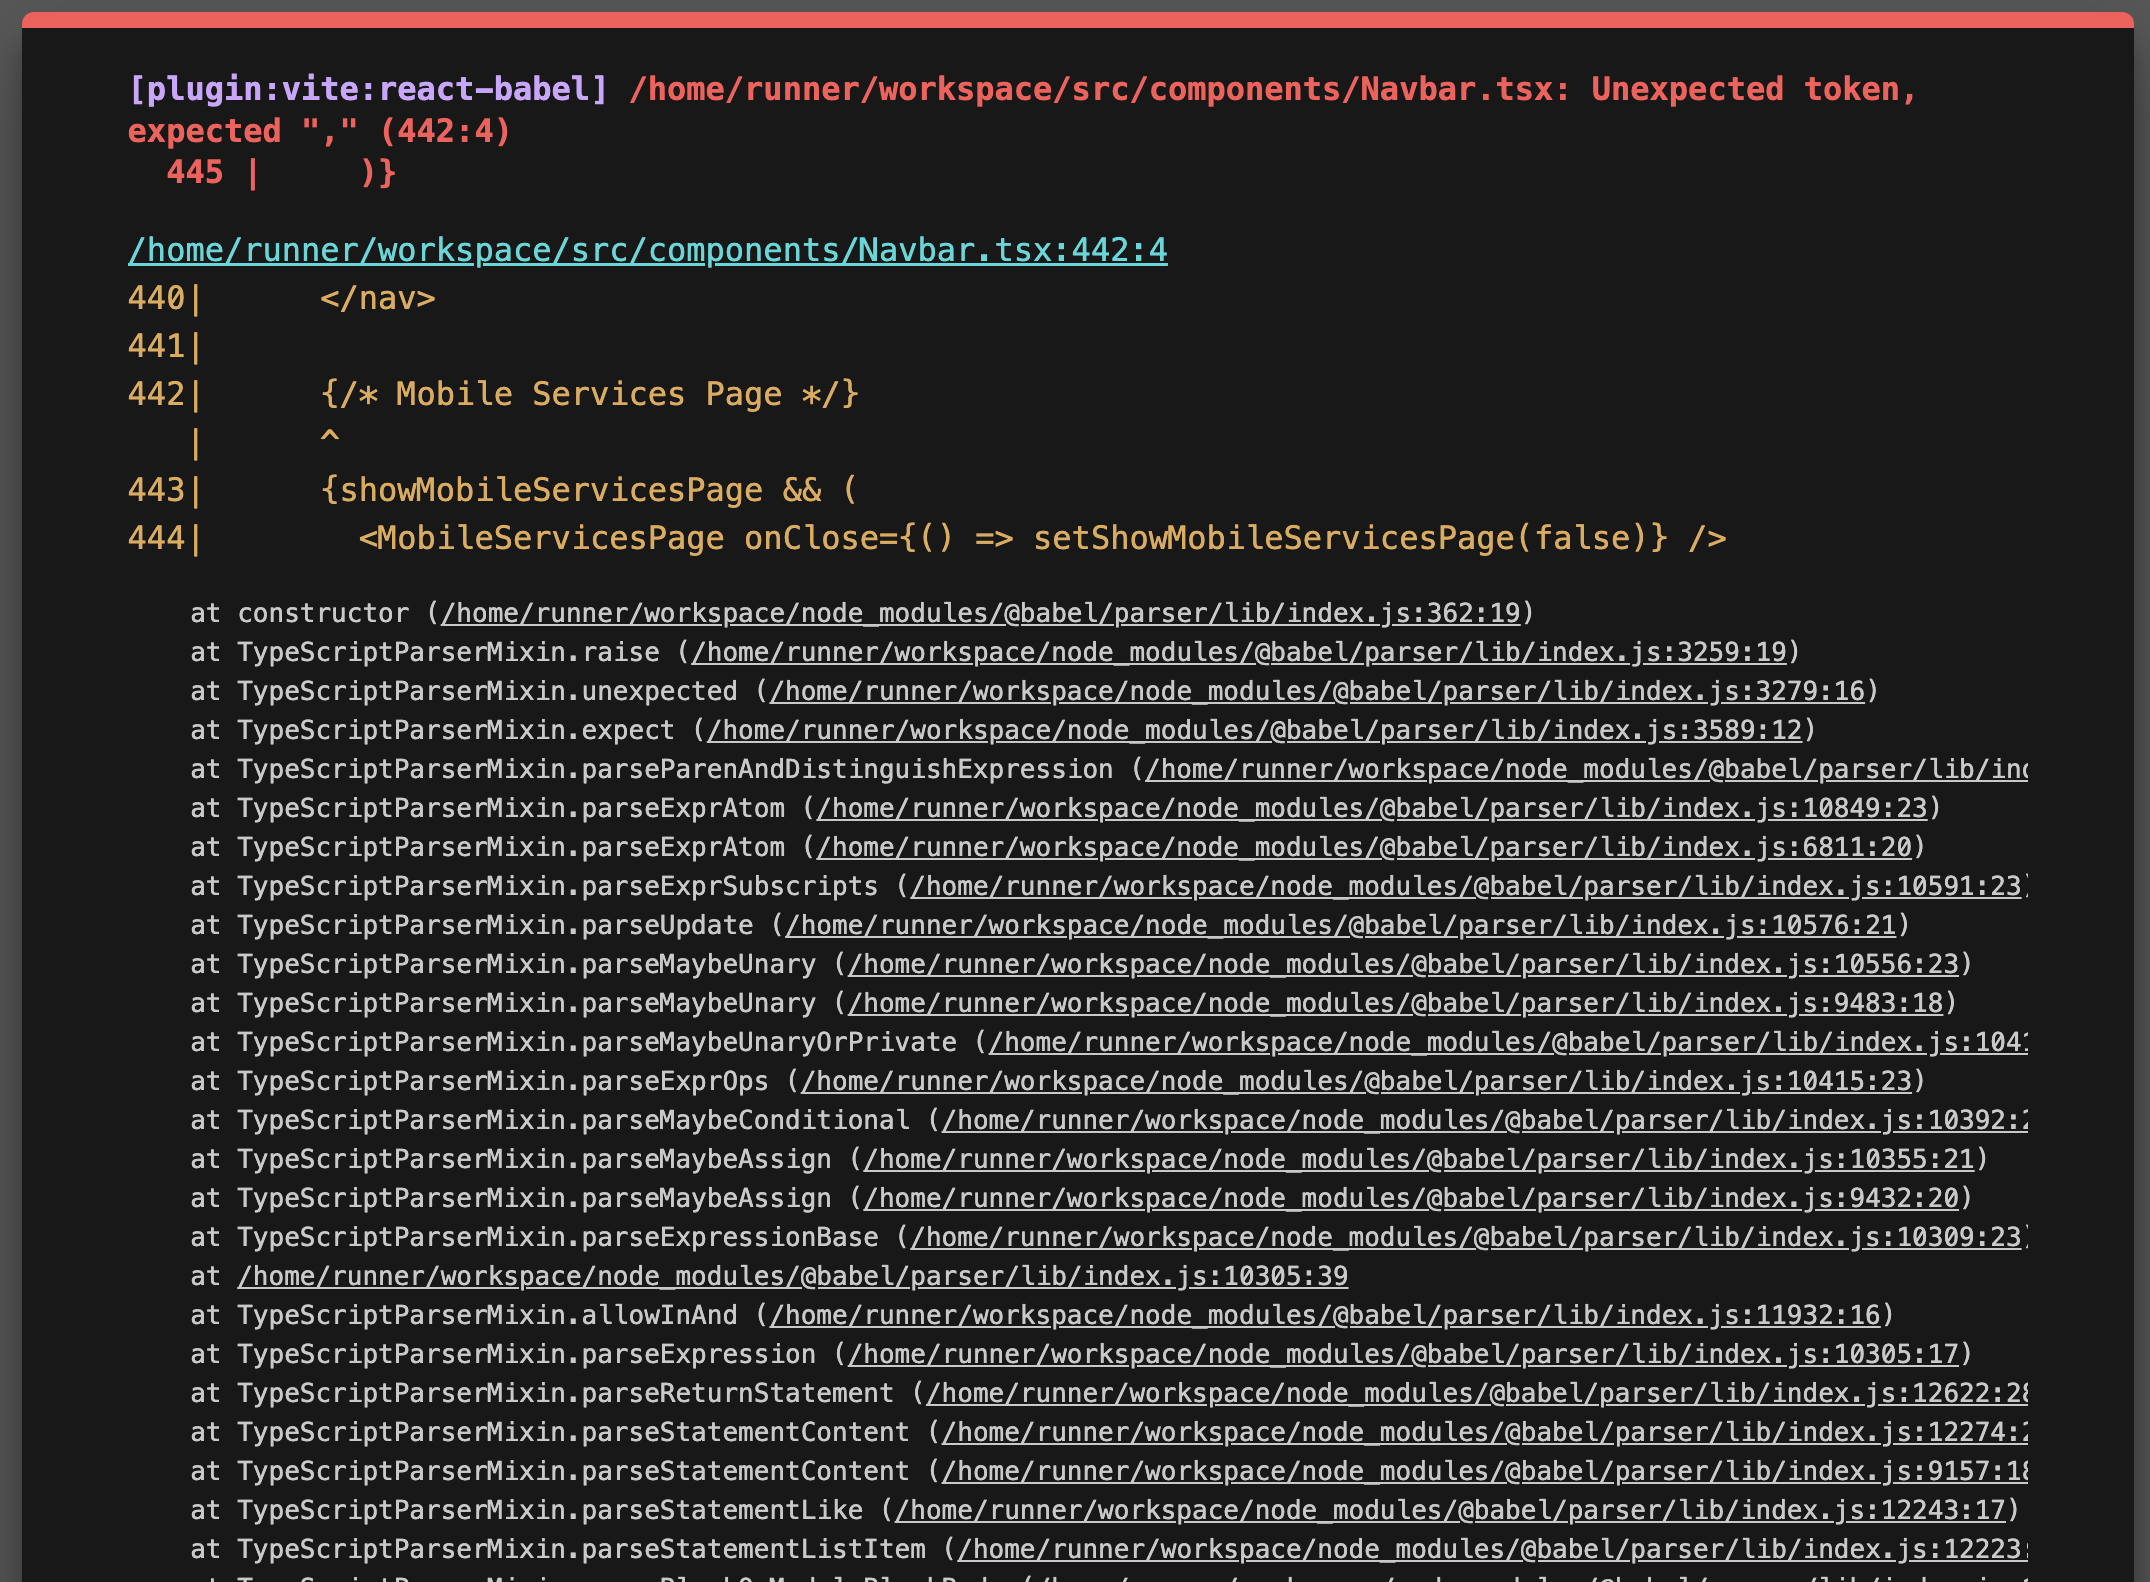 [plugin:vite:react-babel] /home/runner/workspace/src/components/Navbar.tsx: Unexpected token,
expected "," (442:4)
  445 |     )}
/home/runner/workspace/src/components/Navbar.tsx:442:4
440|      </nav>
441|
442|      {/* Mobile Services Page */}
   |      ^
443|      {showMobileServicesPage && (
444|        <MobileServicesPage onClose={() => setShowMobileServicesPage(false)} />
at constructor (/home/runner/workspace/node_modules/@babel/parser/lib/index.js:362:19)
at TypeScriptParserMixin.raise (/home/runner/workspace/node_modules/@babel/parser/lib/index.js:3259:19)
at TypeScriptParserMixin.unexpected (/home/runner/workspace/node_modules/@babel/parser/lib/index.js:3279:16)
at TypeScriptParserMixin.expect (/home/runner/workspace/node_modules/@babel/parser/lib/index.js:3589:12)
at TypeScriptParserMixin.parseParenAndDistinguishExpression (/home/runner/workspace/node_modules/@babel/parser/lib/ind
at TypeScriptParserMixin.parseExprAtom (/home/runner/workspace/node_modules/@babel/parser/lib/index.js:10849:23)
at TypeScriptParserMixin.parseExprAtom (/home/runner/workspace/node_modules/@babel/parser/lib/index.js:6811:20)
at TypeScriptParserMixin.parseExprSubscripts (/home/runner/workspace/node_modules/@babel/parser/lib/index.js:10591:23)
at TypeScriptParserMixin.parseUpdate (/home/runner/workspace/node_modules/@babel/parser/lib/index.js:10576:21)
at TypeScriptParserMixin.parseMaybeUnary (/home/runner/workspace/node_modules/@babel/parser/lib/index.js:10556:23)
at TypeScriptParserMixin.parseMaybeUnary (/home/runner/workspace/node_modules/@babel/parser/lib/index.js:9483:18)
at TypeScriptParserMixin.parseMaybeUnaryOrPrivate (/home/runner/workspace/node_modules/@babel/parser/lib/index.js:1041
at TypeScriptParserMixin.parseExprOps (/home/runner/workspace/node_modules/@babel/parser/lib/index.js:10415:23)
at TypeScriptParserMixin.parseMaybeConditional (/home/runner/workspace/node_modules/@babel/parser/lib/index.js:10392:2
at TypeScriptParserMixin.parseMaybeAssign (/home/runner/workspace/node_modules/@babel/parser/lib/index.js:10355:21)
at TypeScriptParserMixin.parseMaybeAssign (/home/runner/workspace/node_modules/@babel/parser/lib/index.js:9432:20)
at TypeScriptParserMixin.parseExpressionBase (/home/runner/workspace/node_modules/@babel/parser/lib/index.js:10309:23)
at /home/runner/workspace/node_modules/@babel/parser/lib/index.js:10305:39
at TypeScriptParserMixin.allowInAnd (/home/runner/workspace/node_modules/@babel/parser/lib/index.js:11932:16)
at TypeScriptParserMixin.parseExpression (/home/runner/workspace/node_modules/@babel/parser/lib/index.js:10305:17)
at TypeScriptParserMixin.parseReturnStatement (/home/runner/workspace/node_modules/@babel/parser/lib/index.js:12622:28
at TypeScriptParserMixin.parseStatementContent (/home/runner/workspace/node_modules/@babel/parser/lib/index.js:12274:2
at TypeScriptParserMixin.parseStatementContent (/home/runner/workspace/node_modules/@babel/parser/lib/index.js:9157:18
at TypeScriptParserMixin.parseStatementLike (/home/runner/workspace/node_modules/@babel/parser/lib/index.js:12243:17)
at TypeScriptParserMixin.parseStatementListItem (/home/runner/workspace/node_modules/@babel/parser/lib/index.js:12223: